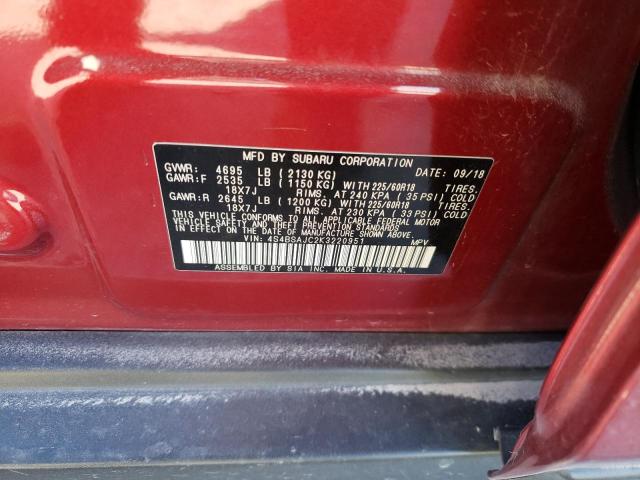 MFD BY SUBARU CORPORATION DATE: 09/18
GVWR: 4695 LB (2130 KG)
GAWR:F 2535 LB (1150 KG) WITH 225/60R18 TIRES.
18X7J RIMS. AT 240 KPA (35 PSI) COLD
GAWR:R 2645 LB (1200 KG) WITH 225/60R18 TIRES.
18X7J RIMS. AT 230 KPA (33 PSI) COLD
THIS VEHICLE CONFORMS TO ALL APPLICABLE FEDERAL MOTOR
VEHICLE SAFETY AND THEFT PREVENTION STANDARDS
IN EFFECT ON THE DATE OF MANUFACTURE SHOWN ABOVE.
VIN: 4S4BSAJC2K3220951 MPV
ASSEMBLED BY SIA INC. MADE IN U.S.A.